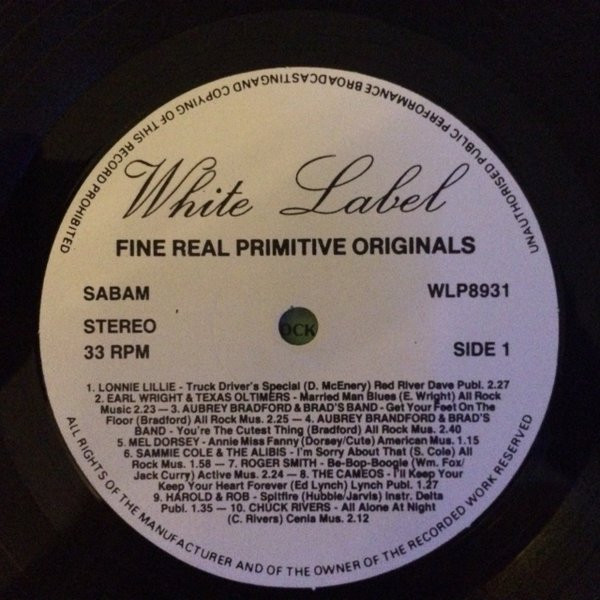 UNAUTHORISED PUBLIC PERFORMANCE BROADCASTINGAND COPYING OF THIS RECORD PROHIBITED
White Label
FINE REAL PRIMITIVE ORIGINALS
SABAM WLP8931
STEREO
OCK
33 RPM SIDE 1
1. LONNIE LILLIE - Truck Driver's Special (D. McEnery) Red River Dave Publ. 2.27
2. EARL WRIGHT & TEXAS OLTIMERS - Married Man Blues (E. Wright) All Rock
Music 2.23 — 3. AUBREY BRADFORD & BRAD'S BAND - Get Your Feet On The
Floor (Bradford) All Rock Mus. 2.25 — 4. AUBREY BRANDFORD & BRAD'S
BAND - You're The Cutest Thing (Bradford) All Rock Mus. 2.40
5. MEL DORSEY - Annie Miss Fanny (Dorsey/Cute) American Mus. 1.15
6. SAMMIE COLE & THE ALIBIS - I'm Sorry About That (S. Cole) All
Rock Mus. 1.58 — 7. ROGER SMITH - Be-Bop-Boogie (Wm. Fox/
Jack Curry) Active Mus. 2.24 — 8. THE CAMEOS - I'll Keep Your
Keep Your Heart Forever (Ed Lynch) Lynch Publ. 1.27
9. HAROLD & ROB - Spitfire (Hubble/Jarvis) Instr. Delta
Publ. 1.35 — 10. CHUCK RIVERS - All Alone At Night
(C. Rivers) Cenla Mus. 2.12
ALL RIGHTS OF THE MANUFACTURER AND OF THE OWNER OF THE RECORDED WORK RESERVED